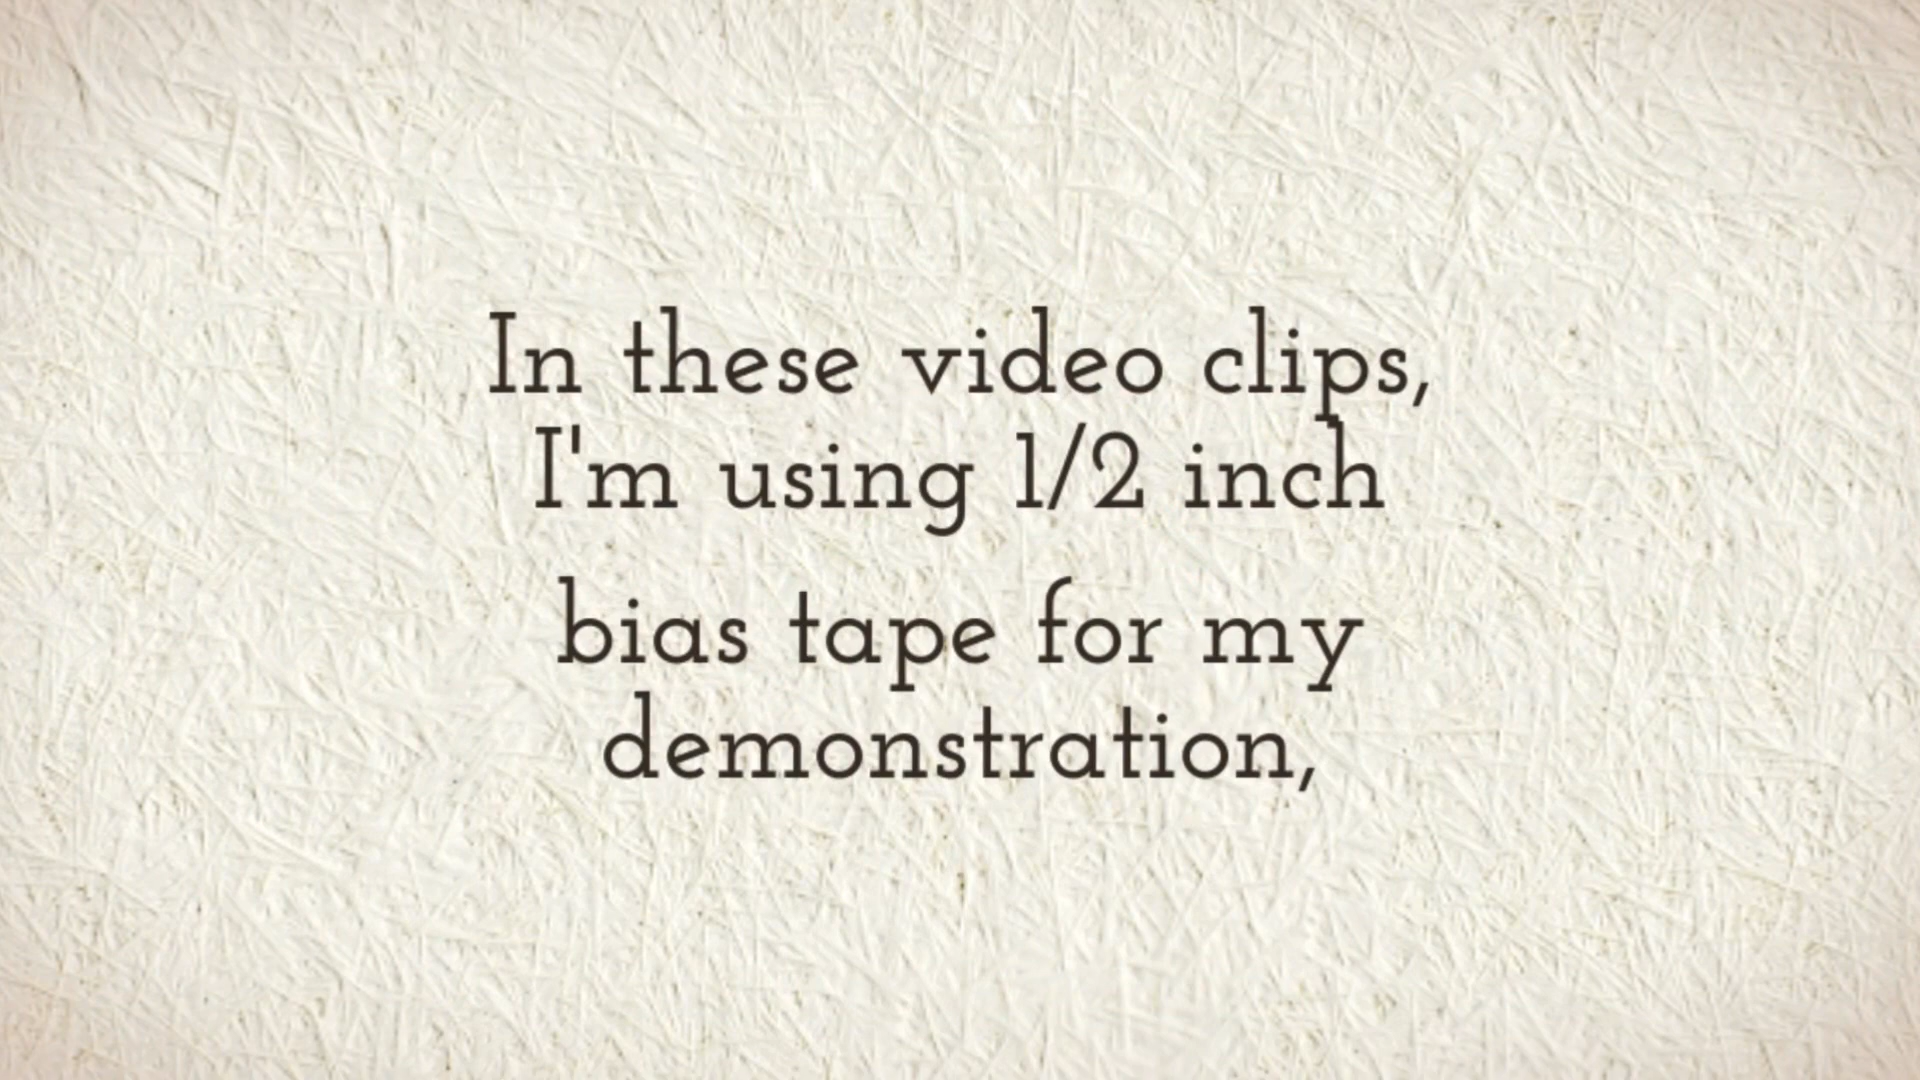 In these video clips,
I'm using 1/2 inch
bias tape for my
demonstration,